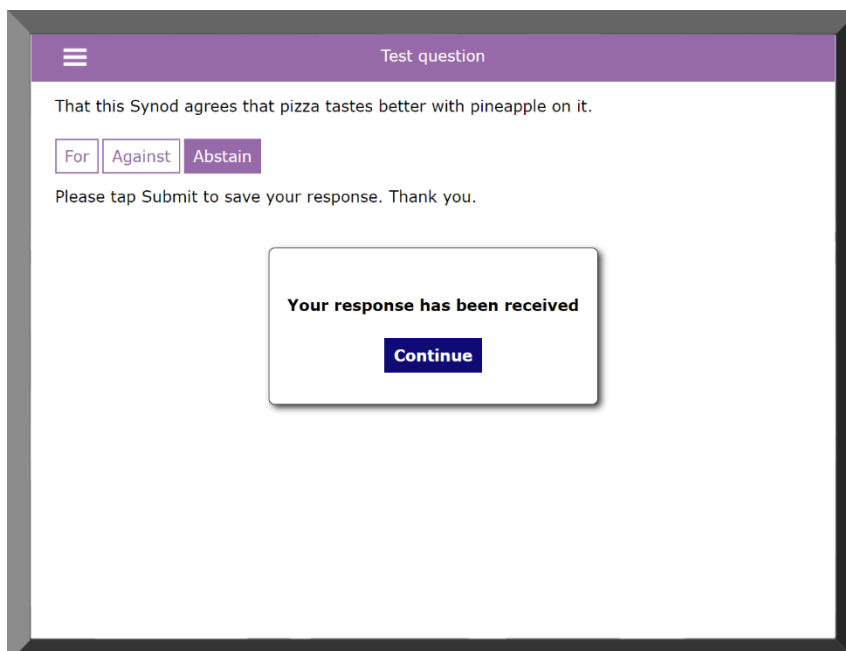 Test question
That this Synod agrees that pizza tastes better with pineapple on it.
For Against Abstain
Please tap Submit to save your response. Thank you.
Your response has been received
Continue